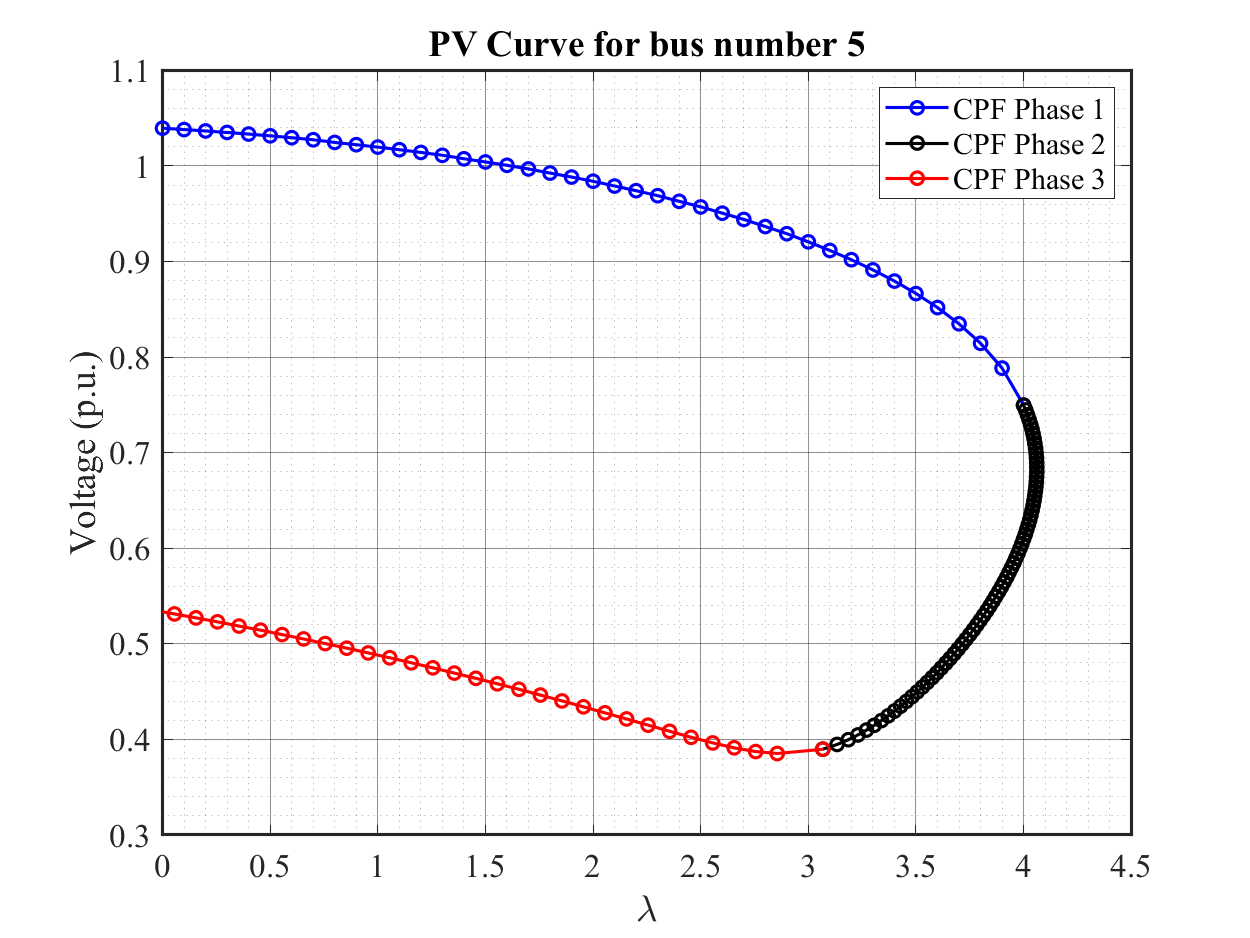 PV Curve for bus number 5
1.1
1
0.9
0.8
0.7
0.6
0.5
0.4
0.3
Voltage (p.u.)
CPF Phase 1
CPF Phase 2
CPF Phase 3
0 0.5 1 1.5 2 2.5 3 3.5 4 4.5
λ